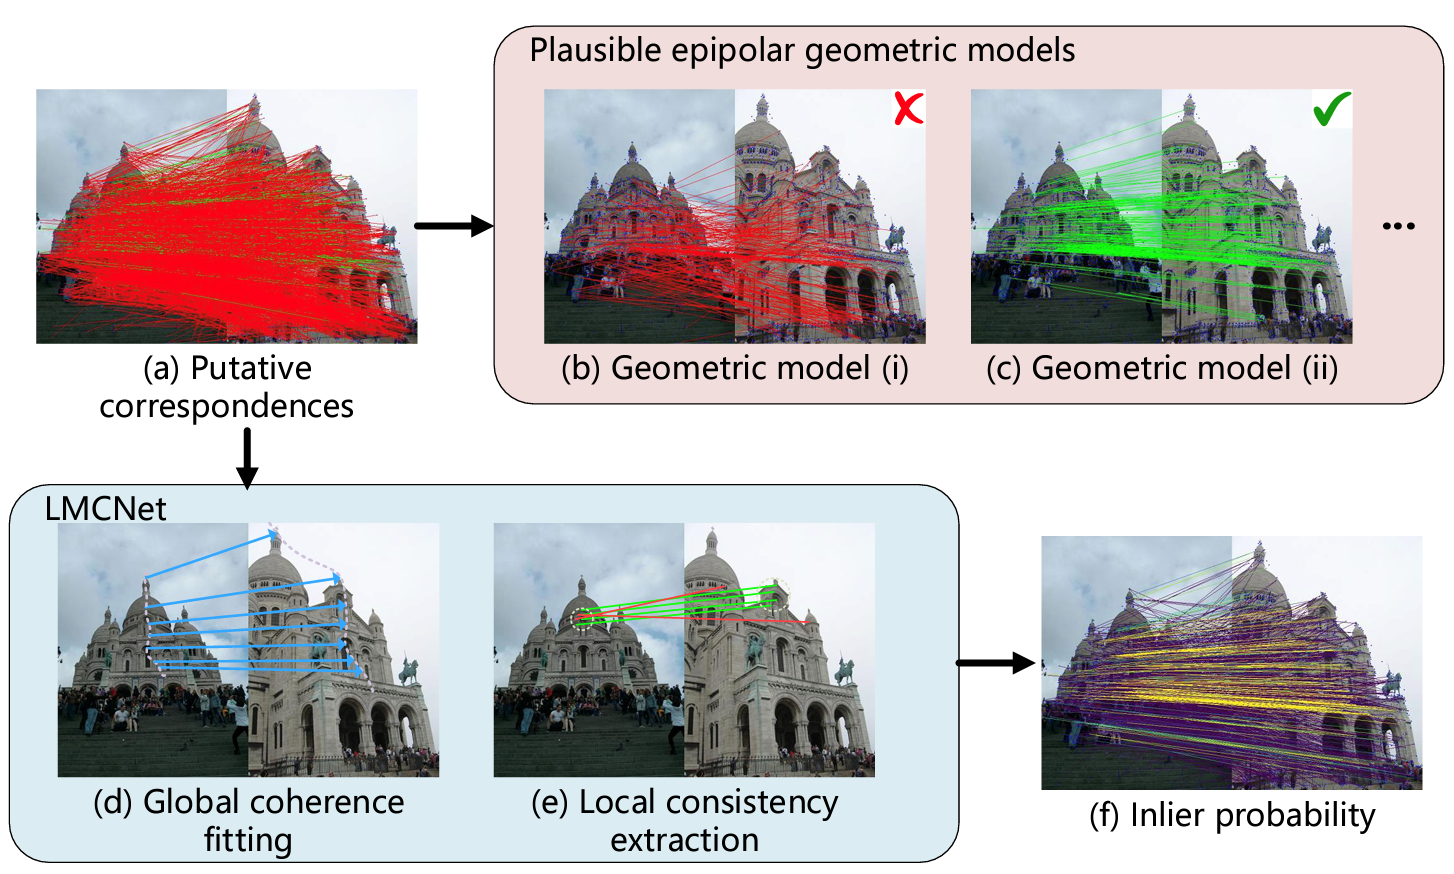 Plausible epipolar geometric models
(a) Putative
correspondences
(b) Geometric model (i)
(c) Geometric model (ii)
...
LMCNet
(d) Global coherence
fitting
(e) Local consistency
extraction
(f) Inlier probability